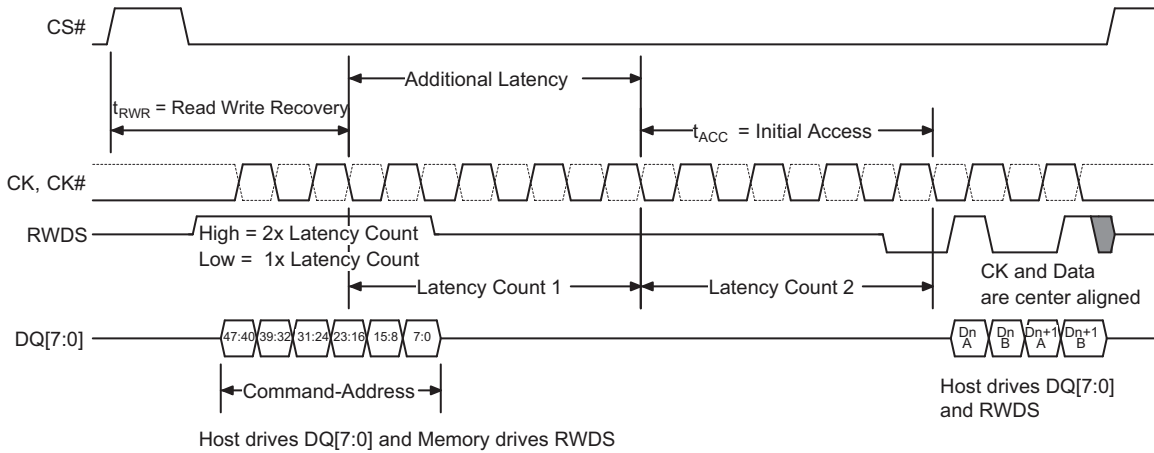 CS#
Additional Latency
tRWR = Read Write Recovery
tACC = Initial Access
CK, CK#
RWDS
High = 2x Latency Count
Low = 1x Latency Count
CK and Data
are center aligned
Latency Count 1
Latency Count 2
DQ[7:0]
47:40 39:32 31:24 23:16 15:8 7:0
Dn A
Dn B
Dn+1 A
Dn+1 B
Command-Address
Host drives DQ[7:0]
and RWDS
Host drives DQ[7:0] and Memory drives RWDS